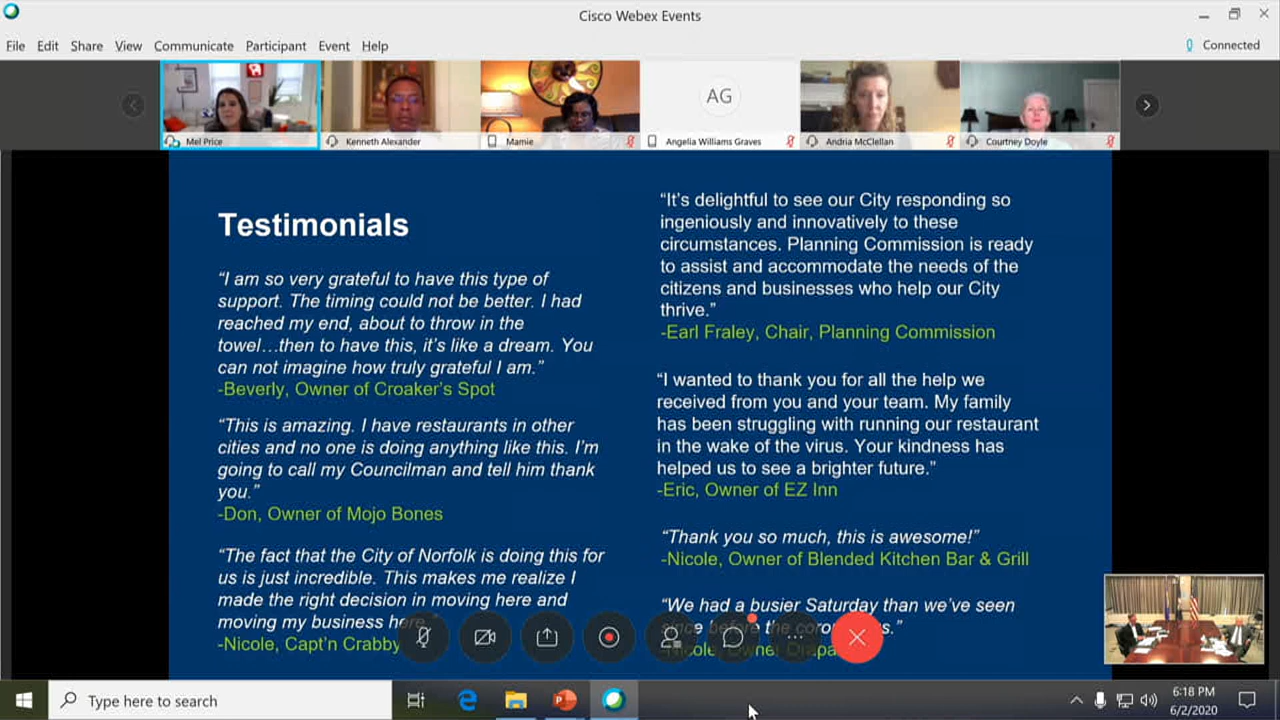 Cisco Webex Events
File Edit Share View Communicate Participant Event Help
Connected
AG
Mel Price
Kenneth Alexander
Mamie
Angelia Williams Graves
Andria McClellan
Courtney Doyle
Testimonials
“I am so very grateful to have this type of
support. The timing could not be better. I had
reached my end, about to throw in the
towel…then to have this, it’s like a dream. You
can not imagine how truly grateful I am.”
-Beverly, Owner of Croaker’s Spot
“This is amazing. I have restaurants in other
cities and no one is doing anything like this. I’m
going to call my Councilman and tell him thank
you.”
-Don, Owner of Mojo Bones
“The fact that the City of Norfolk is doing this for
us is just incredible. This makes me realize I
made the right decision in moving here and
moving my business here.”
-Nicole, Capt’n Crabby
“It’s delightful to see our City responding so
ingeniously and innovatively to these
circumstances. Planning Commission is ready
to assist and accommodate the needs of the
citizens and businesses who help our City
thrive.”
-Earl Fraley, Chair, Planning Commission
“I wanted to thank you for all the help we
received from you and your team. My family
has been struggling with running our restaurant
in the wake of the virus. Your kindness has
helped us to see a brighter future.”
-Eric, Owner of EZ Inn
“Thank you so much, this is awesome!”
-Nicole, Owner of Blended Kitchen Bar & Grill
“We had a busier Saturday than we’ve seen
since before the
-Nicole, Owner
Type here to search
6:18 PM
6/2/2020